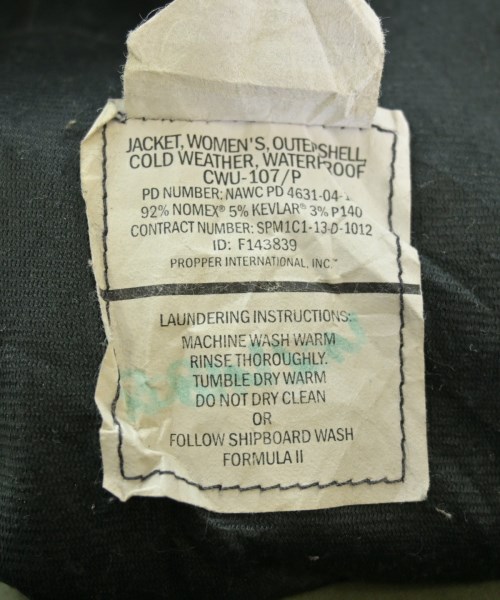 JACKET, WOMEN'S, OUTERSHELL,
COLD WEATHER, WATERPROOF
CWU-107/P
PD NUMBER: NAWC PD 4631-04-
92% NOMEX® 5% KEVLAR® 3% P140
CONTRACT NUMBER: SPM1C1-13-D-1012
ID: F143839
PROPPER INTERNATIONAL, INC.™
LAUNDERING INSTRUCTIONS:
MACHINE WASH WARM
RINSE THOROUGHLY.
TUMBLE DRY WARM
DO NOT DRY CLEAN
OR
FOLLOW SHIPBOARD WASH
FORMULA II